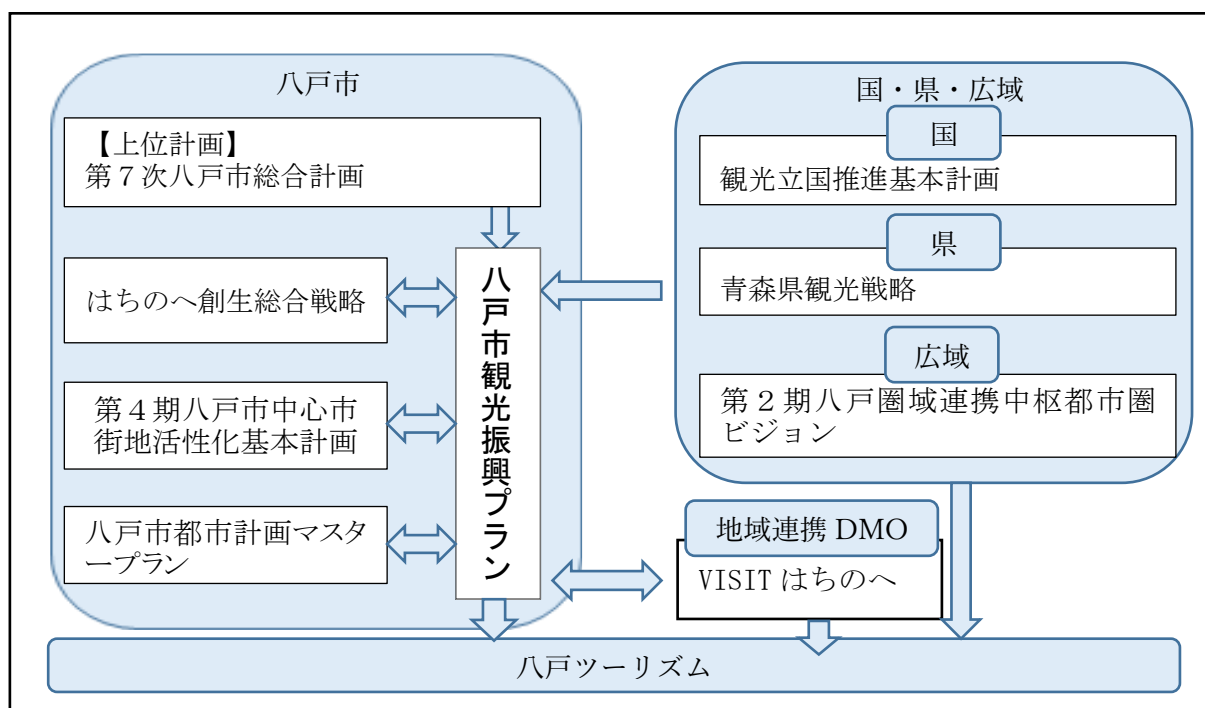 八戸市
【上位計画】
第７次八戸市総合計画
はちのへ創生総合戦略
第４期八戸市中心市
街地活性化基本計画
八戸市都市計画マスタ
ープラン
八戸市観光振興プラン
国・県・広域
国
観光立国推進基本計画
県
青森県観光戦略
広域
第２期八戸圏域連携中枢都市圏
ビジョン
地域連携 DMO
VISIT はちのへ
八戸ツーリズム